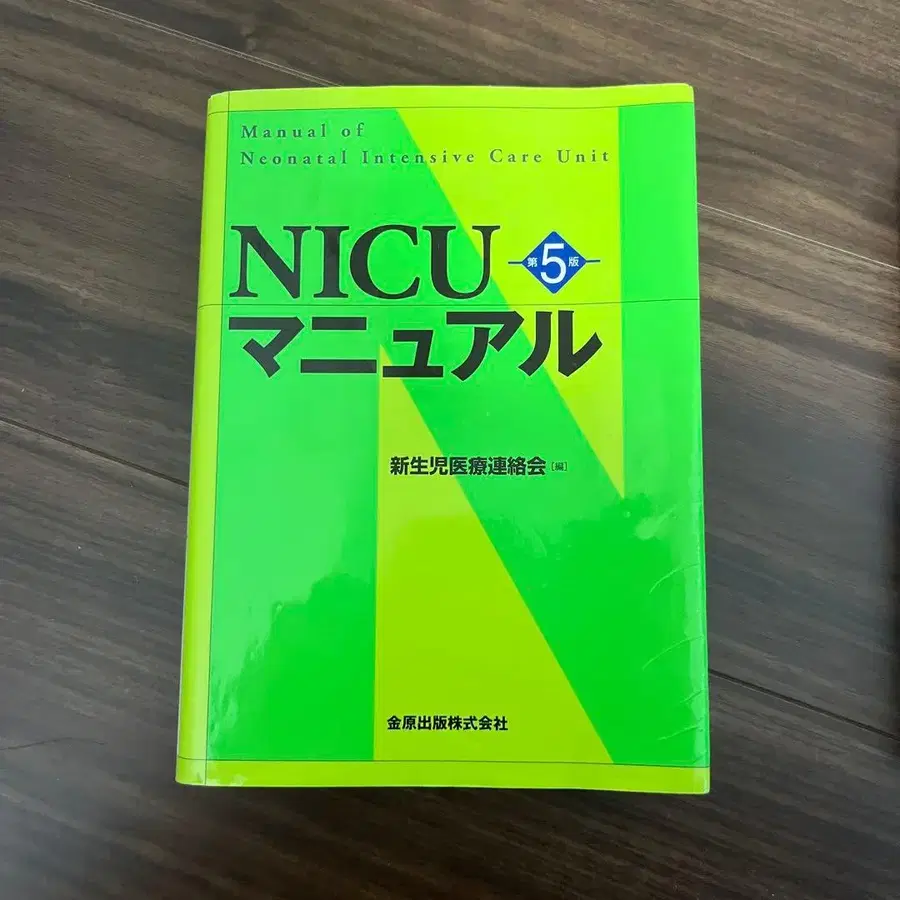 Manual of
Neonatal Intensive Care Unit
NICU 第5版
マニュアル
新生児医療連絡会 [編]
金原出版株式会社